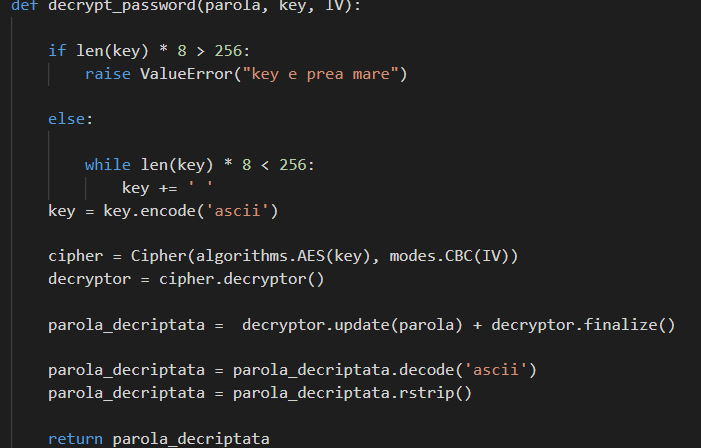 def decrypt_password(parola, key, IV):
if len(key) * 8 > 256:
raise ValueError("key e prea mare")
else:
while len(key) * 8 < 256:
key += ' '
key = key.encode('ascii')
cipher = Cipher(algorithms.AES(key), modes.CBC(IV))
decryptor = cipher.decryptor()
parola_decriptata =  decryptor.update(parola) + decryptor.finalize()
parola_decriptata = parola_decriptata.decode('ascii')
parola_decriptata = parola_decriptata.rstrip()
return parola_decriptata